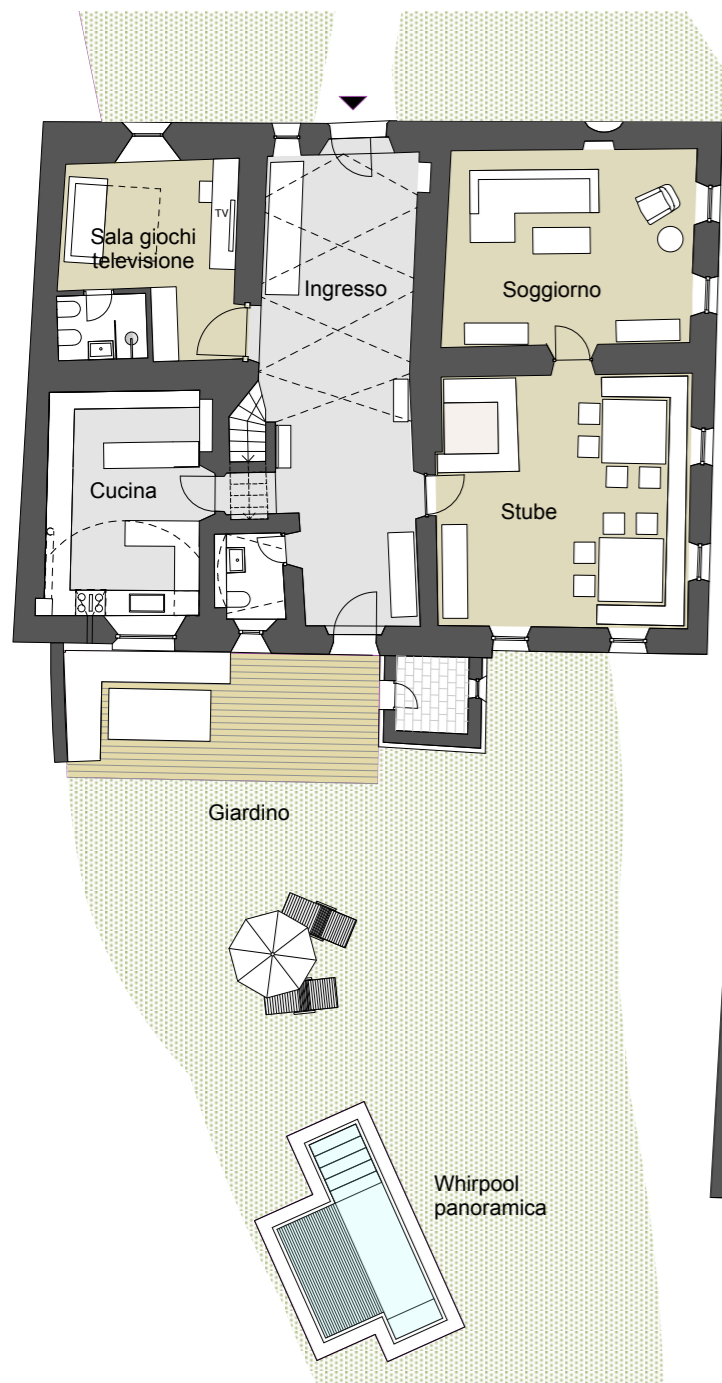 TV
Sala giochi
televisione
Ingresso
Soggiorno
Cucina
Stube
Giardino
Whirpool
panoramica